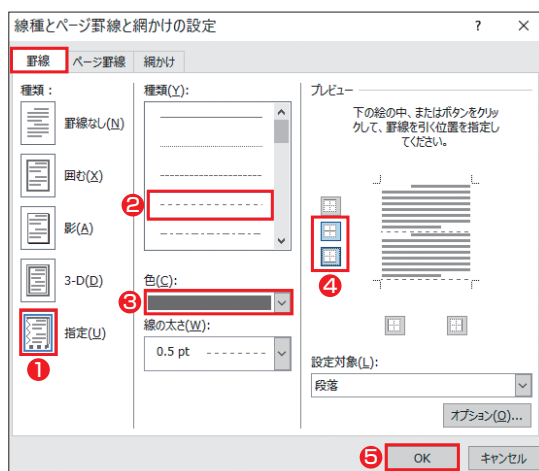 線種とページ罫線と網かけの設定 ? ×
罫線 ページ罫線 網かけ
種類：
罫線なし(N)
囲む(X)
影(A)
3-D(D)
指定(U)
❶
種類(Y):
❷
色(C):
❸
線の太さ(W):
0.5 pt
プレビュー
下の絵の中、またはボタンをクリッ
クして、罫線を引く位置を指定し
てください。
❹
設定対象(L):
段落
オプション(O)...
❺ OK キャンセル